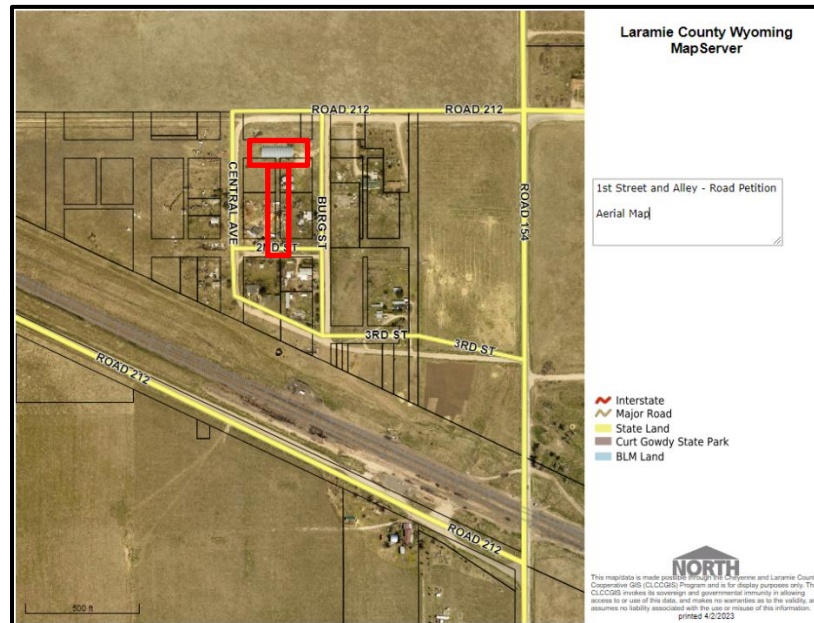 Laramie County Wyoming
MapServer
ROAD 212
ROAD 212
CENTRAL AVE
BURG ST
ROAD 154
2ND ST
3RD ST
3RD ST
ROAD 212
ROAD 212
500 ft
1st Street and Alley - Road Petition
Aerial Map
Interstate
Major Road
State Land
Curt Gowdy State Park
BLM Land
NORTH
This map/data is made possible through the Cheyenne and Laramie Count
Cooperative GIS (CLCCGIS) Program and is for display purposes only. Th
CLCCGIS invokes its sovereign and governmental immunity in allowing
access to or use of this data, and makes no warranties as to the validity, an
assumes no liability associated with the use or misuse of this information.
printed 4/2/2023